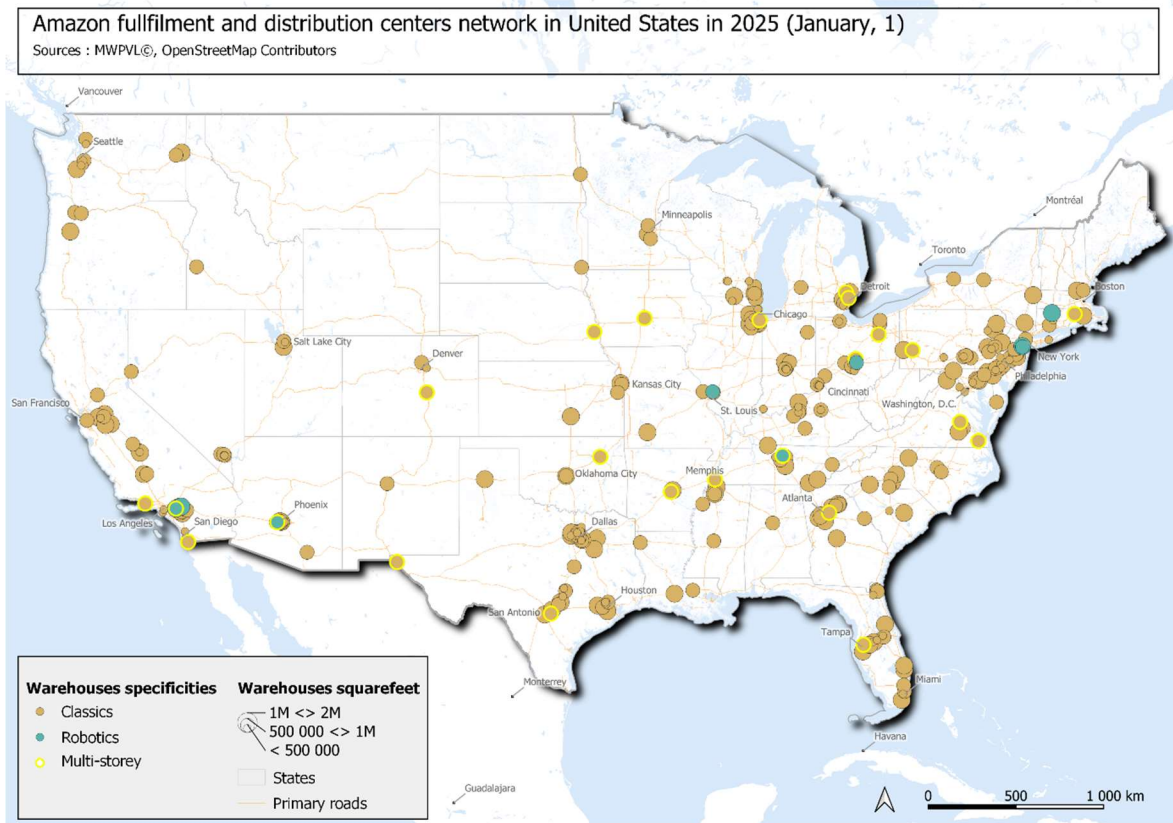 Amazon fullfilment and distribution centers network in United States in 2025 (January, 1)
Sources : MWPVL©, OpenStreetMap Contributors
Vancouver
Seattle
Montréal
Minneapolis
Toronto
Boston
Detroit
Chicago
Salt Lake City
Denver
New York
Philadelphia
Kansas City
Cincinnati
San Francisco
St. Louis
Washington, D.C.
Memphis
Oklahoma City
Atlanta
Phoenix
Los Angeles
San Diego
Dallas
Houston
San Antonio
Tampa
Miami
Monterrey
Havana
Guadalajara
Warehouses specificities
Classics
Robotics
Multi-storey
Warehouses squarefeet
1M <> 2M
500 000 <> 1M
< 500 000
States
Primary roads
0 500 1 000 km